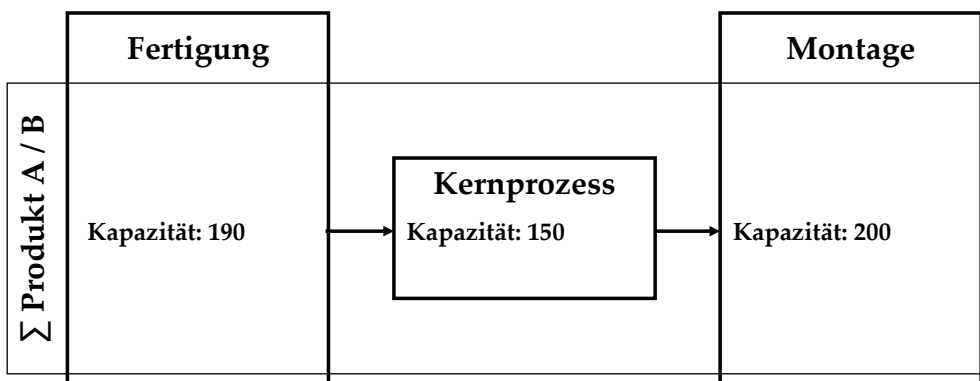 Fertigung
Montage
∑ Produkt A / B
Kernprozess
Kapazität: 190
Kapazität: 150
Kapazität: 200